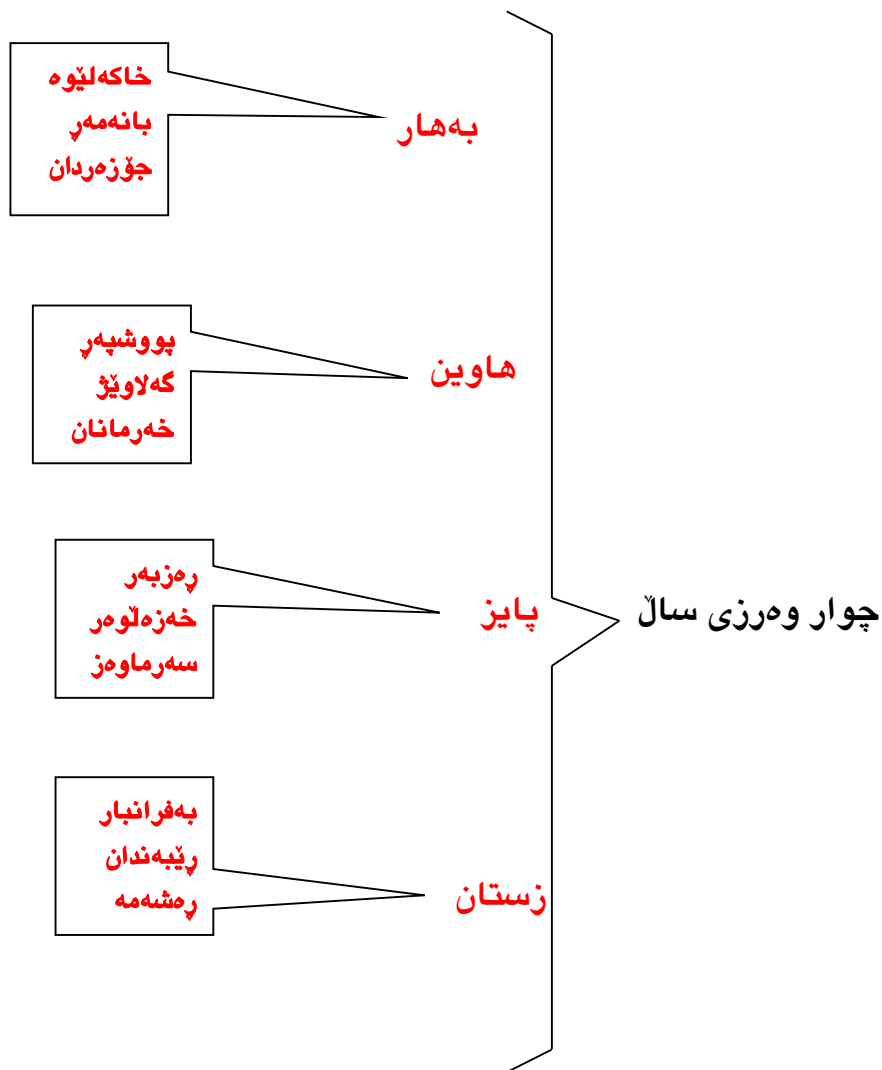 چوار وەرزی ساڵ
بەهار
خاکەلێوە
بانەمەڕ
جۆزەردان
هاوین
پووشپەڕ
گەلاوێژ
خەرمانان
پایز
ڕەزبەر
خەزەڵوەر
سەرماوەز
زستان
بەفرانبار
ڕێبەندان
ڕەشەمە